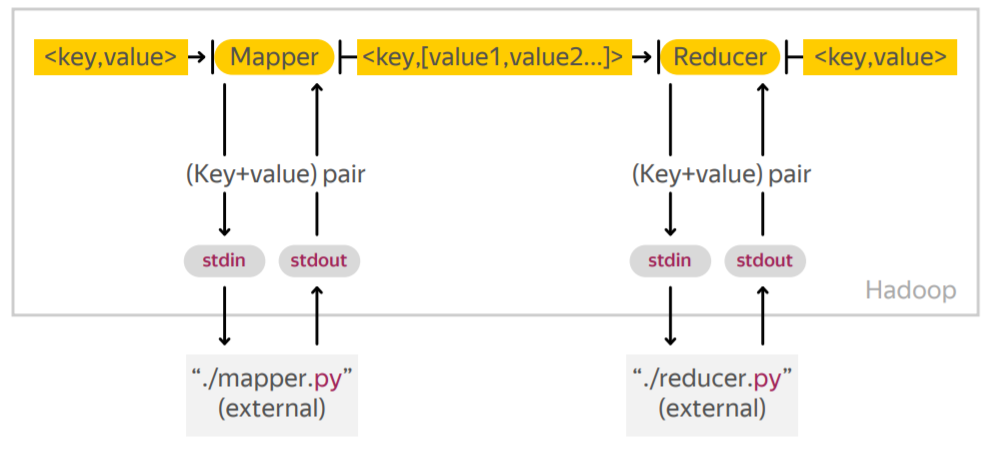 <key,value>
Mapper
<key,[value1,value2...]>
Reducer
<key,value>
(Key+value) pair
(Key+value) pair
stdin
stdout
stdin
stdout
Hadoop
“./mapper.py”
(external)
“./reducer.py”
(external)